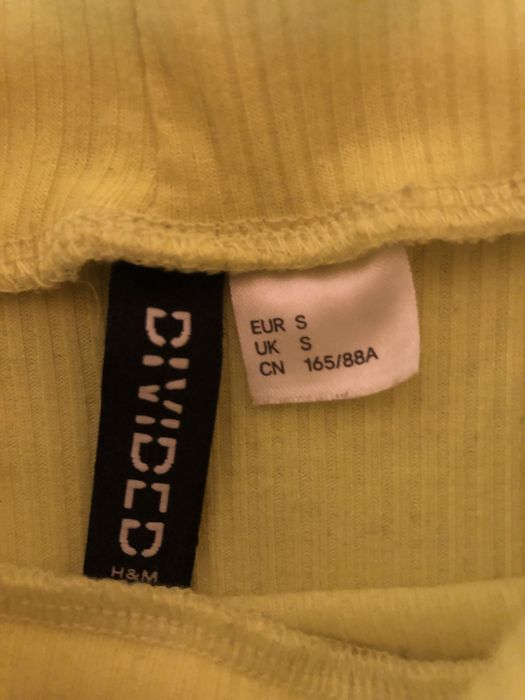 DIVIDED
H&M
EUR S
UK S
CN 165/88A